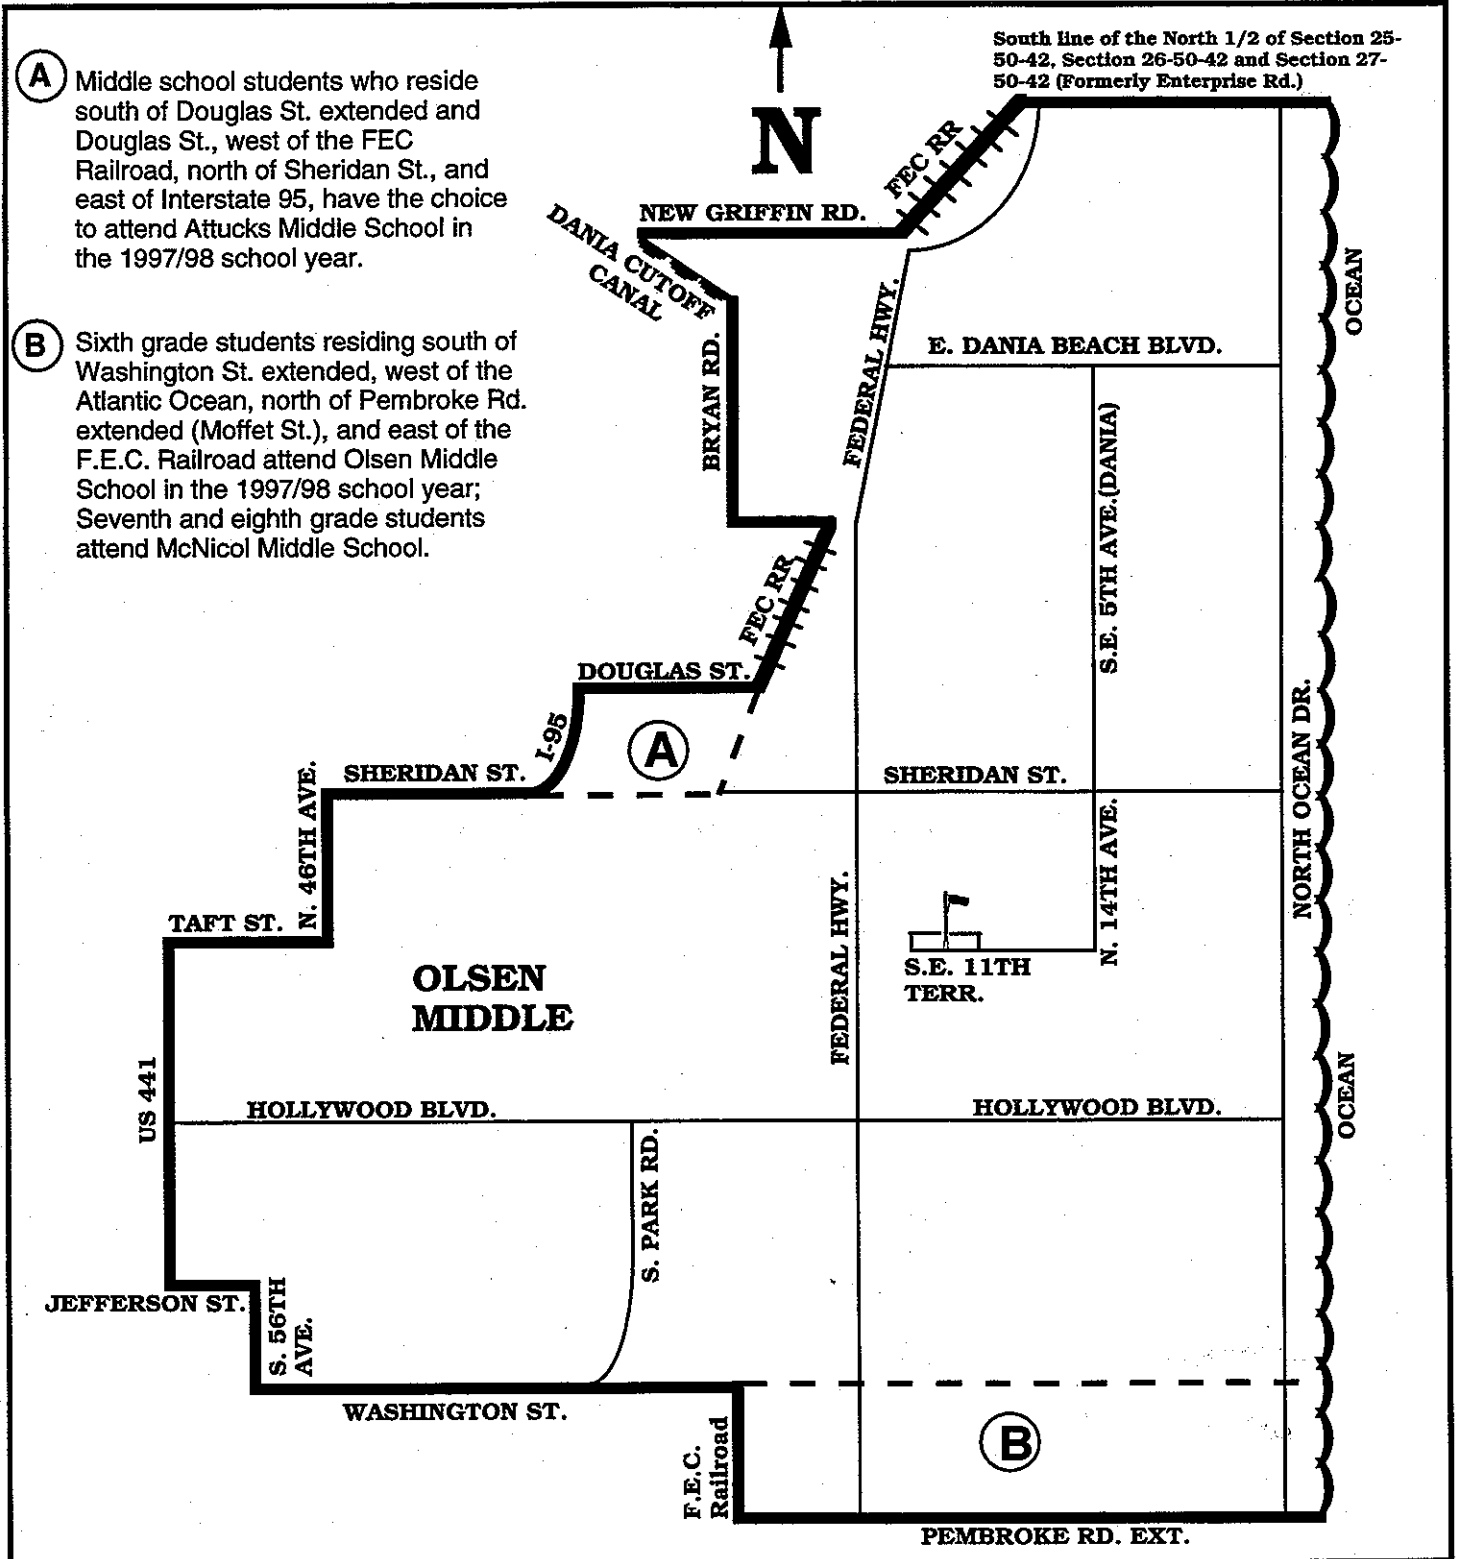 South line of the North 1/2 of Section 25-
50-42, Section 26-50-42 and Section 27-
50-42 (Formerly Enterprise Rd.)
A
Middle school students who reside
south of Douglas St. extended and
Douglas St., west of the FEC
Railroad, north of Sheridan St., and
east of Interstate 95, have the choice
to attend Attucks Middle School in
the 1997/98 school year.
N
FEC RR
NEW GRIFFIN RD.
DANIA CUTOFF
CANAL
OCEAN
B
Sixth grade students residing south of
Washington St. extended, west of the
Atlantic Ocean, north of Pembroke Rd.
extended (Moffet St.), and east of the
F.E.C. Railroad attend Olsen Middle
School in the 1997/98 school year;
Seventh and eighth grade students
attend McNicol Middle School.
BRYAN RD.
FEDERAL HWY.
E. DANIA BEACH BLVD.
S.E. 5TH AVE.(DANIA)
FEC RR
DOUGLAS ST.
I-95
A
SHERIDAN ST.
SHERIDAN ST.
NORTH OCEAN DR.
N. 46TH AVE.
N. 14TH AVE.
TAFT ST.
FEDERAL HWY.
S.E. 11TH
TERR.
OLSEN
MIDDLE
US 441
HOLLYWOOD BLVD.
HOLLYWOOD BLVD.
OCEAN
S. PARK RD.
JEFFERSON ST.
S. 56TH
AVE.
WASHINGTON ST.
F.E.C.
Railroad
B
PEMBROKE RD. EXT.